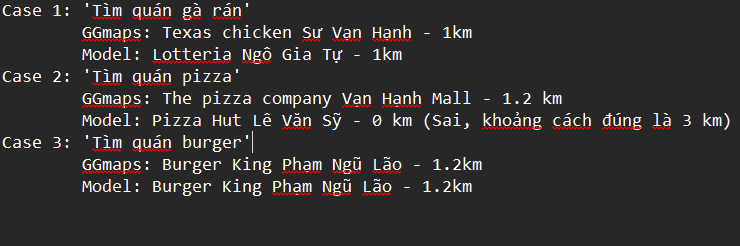 Case 1: 'Tìm quán gà rán'
GGmaps: Texas chicken Sư Vạn Hạnh - 1km
Model: Lotteria Ngô Gia Tự - 1km
Case 2: 'Tìm quán pizza'
GGmaps: The pizza company Vạn Hạnh Mall - 1.2 km
Model: Pizza Hut Lê Văn Sỹ - 0 km (Sai, khoảng cách đúng là 3 km)
Case 3: 'Tìm quán burger'
GGmaps: Burger King Phạm Ngũ Lão - 1.2km
Model: Burger King Phạm Ngũ Lão - 1.2km